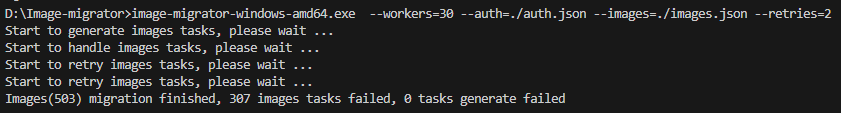 D:\Image-migrator>image-migrator-windows-amd64.exe  --workers=30 --auth=./auth.json --images=./images.json --retries=2
Start to generate images tasks, please wait ...
Start to handle images tasks, please wait ...
Start to retry images tasks, please wait ...
Start to retry images tasks, please wait ...
Images(503) migration finished, 307 images tasks failed, 0 tasks generate failed